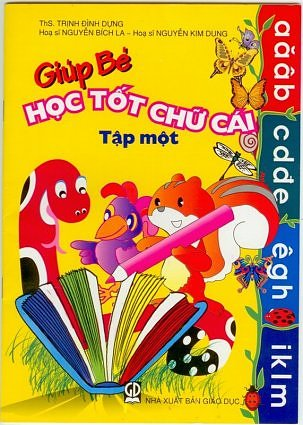 ThS. TRỊNH ĐÌNH DỤNG
Hoạ sĩ NGUYỄN BÍCH LA – Hoạ sĩ NGUYỄN KIM DUNG
Giúp Bé
HỌC TỐT CHỮ CÁI
Tập một
a ă â b
c d đ e
ê g h
i k l m
GD
NHÀ XUẤT BẢN GIÁO DỤC